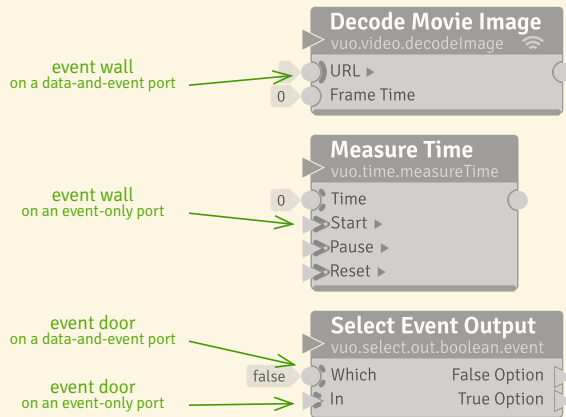 Decode Movie Image
vuo.video.decodeImage
event wall
on a data-and-event port
URL
0 Frame Time
Measure Time
vuo.time.measureTime
event wall
on an event-only port
0 Time
Start
Pause
Reset
Select Event Output
vuo.select.out.boolean.event
event door
on a data-and-event port
false Which False Option
event door
on an event-only port
In True Option